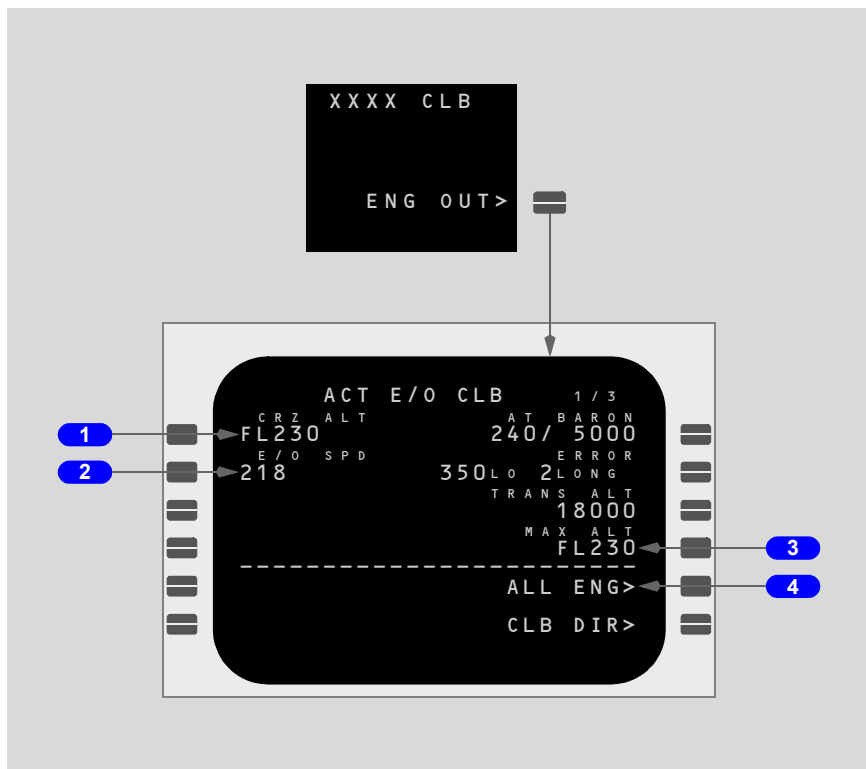 XXXX CLB
ENG OUT>
ACT E/O CLB 1/3
CRZ ALT AT BARON
1 FL230 240/ 5000
E/O SPD ERROR
2 218 350LO 2LONG
TRANS ALT
18000
MAX ALT
FL230 3
------------------------
ALL ENG> 4
CLB DIR>